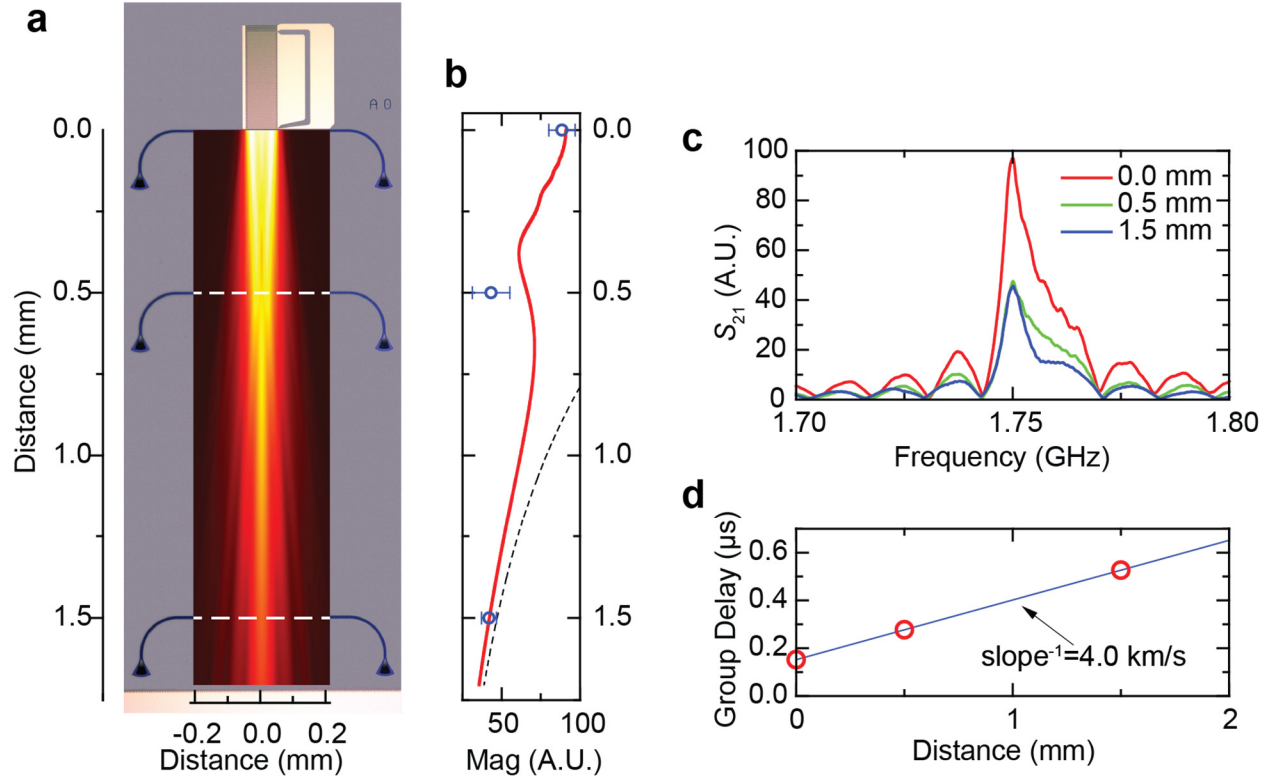 a
A 0
0.0
0.5
1.0
1.5
Distance (mm)
-0.2 0.0 0.2
Distance (mm)
b
0.0
0.5
1.0
1.5
50 100
Mag (A.U.)
c
100
80
60
40
20
0
S21 (A.U.)
0.0 mm
0.5 mm
1.5 mm
1.70 1.75 1.80
Frequency (GHz)
d
0.6
0.4
0.2
0.0
Group Delay (µs)
slope-1=4.0 km/s
0 1 2
Distance (mm)